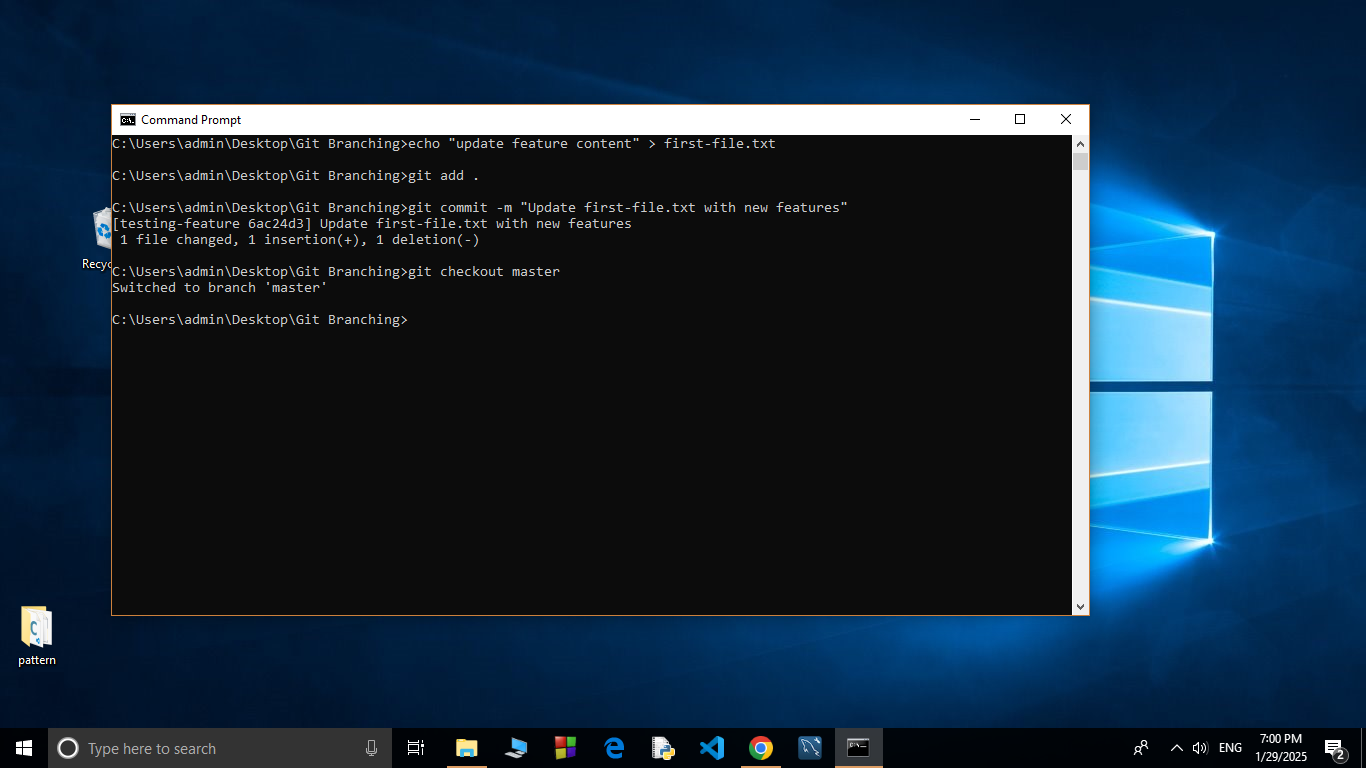 Command Prompt
C:\Users\admin\Desktop\Git Branching>echo "update feature content" > first-file.txt
C:\Users\admin\Desktop\Git Branching>git add .
C:\Users\admin\Desktop\Git Branching>git commit -m "Update first-file.txt with new features"
[testing-feature 6ac24d3] Update first-file.txt with new features
 1 file changed, 1 insertion(+), 1 deletion(-)
C:\Users\admin\Desktop\Git Branching>git checkout master
Switched to branch 'master'
C:\Users\admin\Desktop\Git Branching>
Recyc
pattern
Type here to search
ENG
7:00 PM
1/29/2025
2